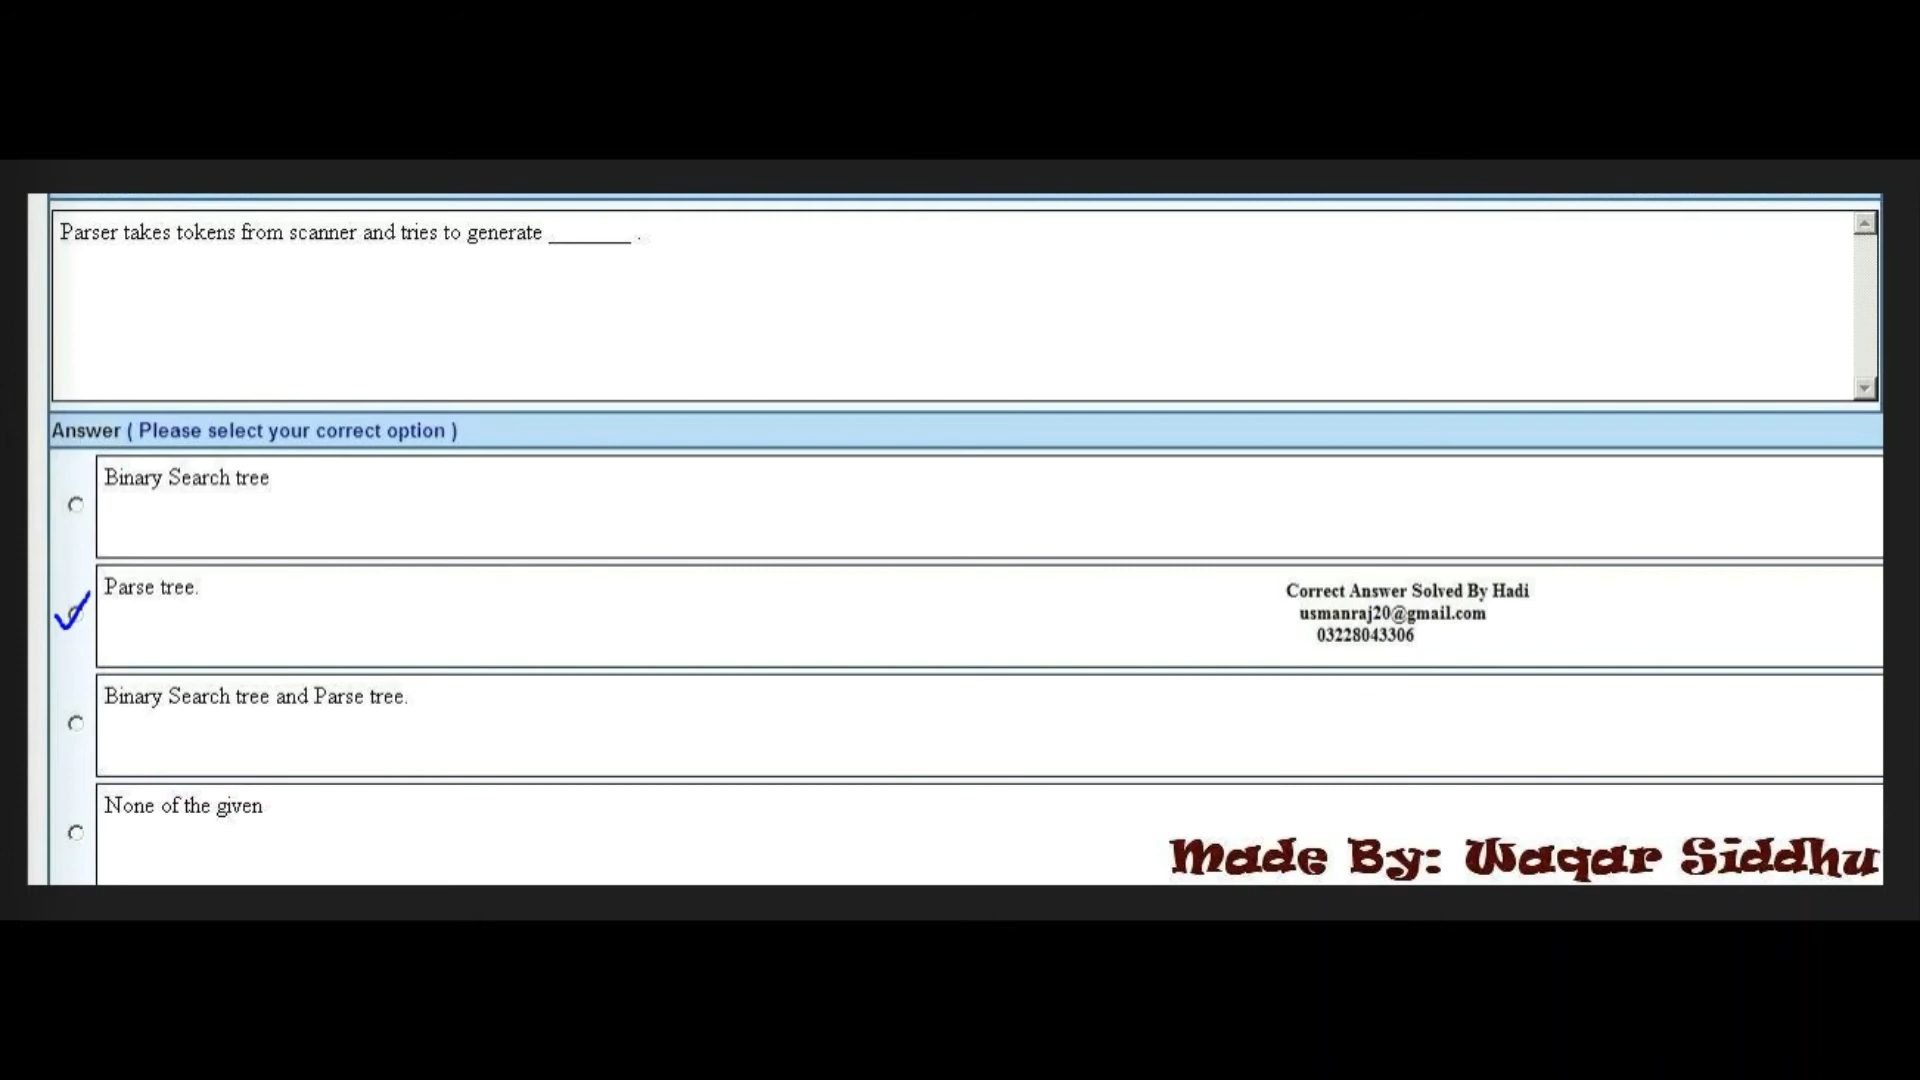 Parser takes tokens from scanner and tries to generate ________ .
Answer ( Please select your correct option )
Binary Search tree
Parse tree.
Correct Answer Solved By Hadi
usmanraj20@gmail.com
03228043306
Binary Search tree and Parse tree.
None of the given
Made By: Waqar Siddhu